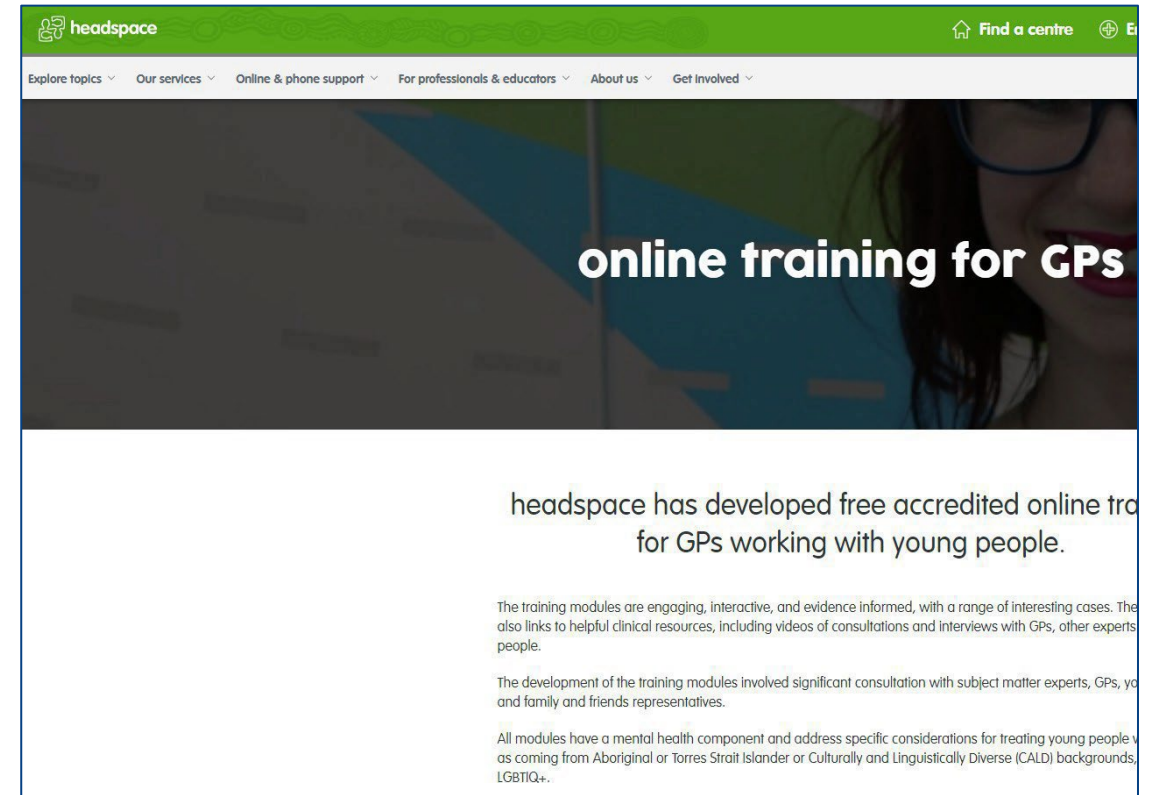 headspace
Find a centre
Explore topics Our services Online & phone support For professionals & educators About us Get involved
online training for GPs
headspace has developed free accredited online tra
for GPs working with young people.
The training modules are engaging, interactive, and evidence informed, with a range of interesting cases. The
also links to helpful clinical resources, including videos of consultations and interviews with GPs, other experts
people.
The development of the training modules involved significant consultation with subject matter experts, GPs, yo
and family and friends representatives.
All modules have a mental health component and address specific considerations for treating young people
as coming from Aboriginal or Torres Strait Islander or Culturally and Linguistically Diverse (CALD) backgrounds,
LGBTIQ+.